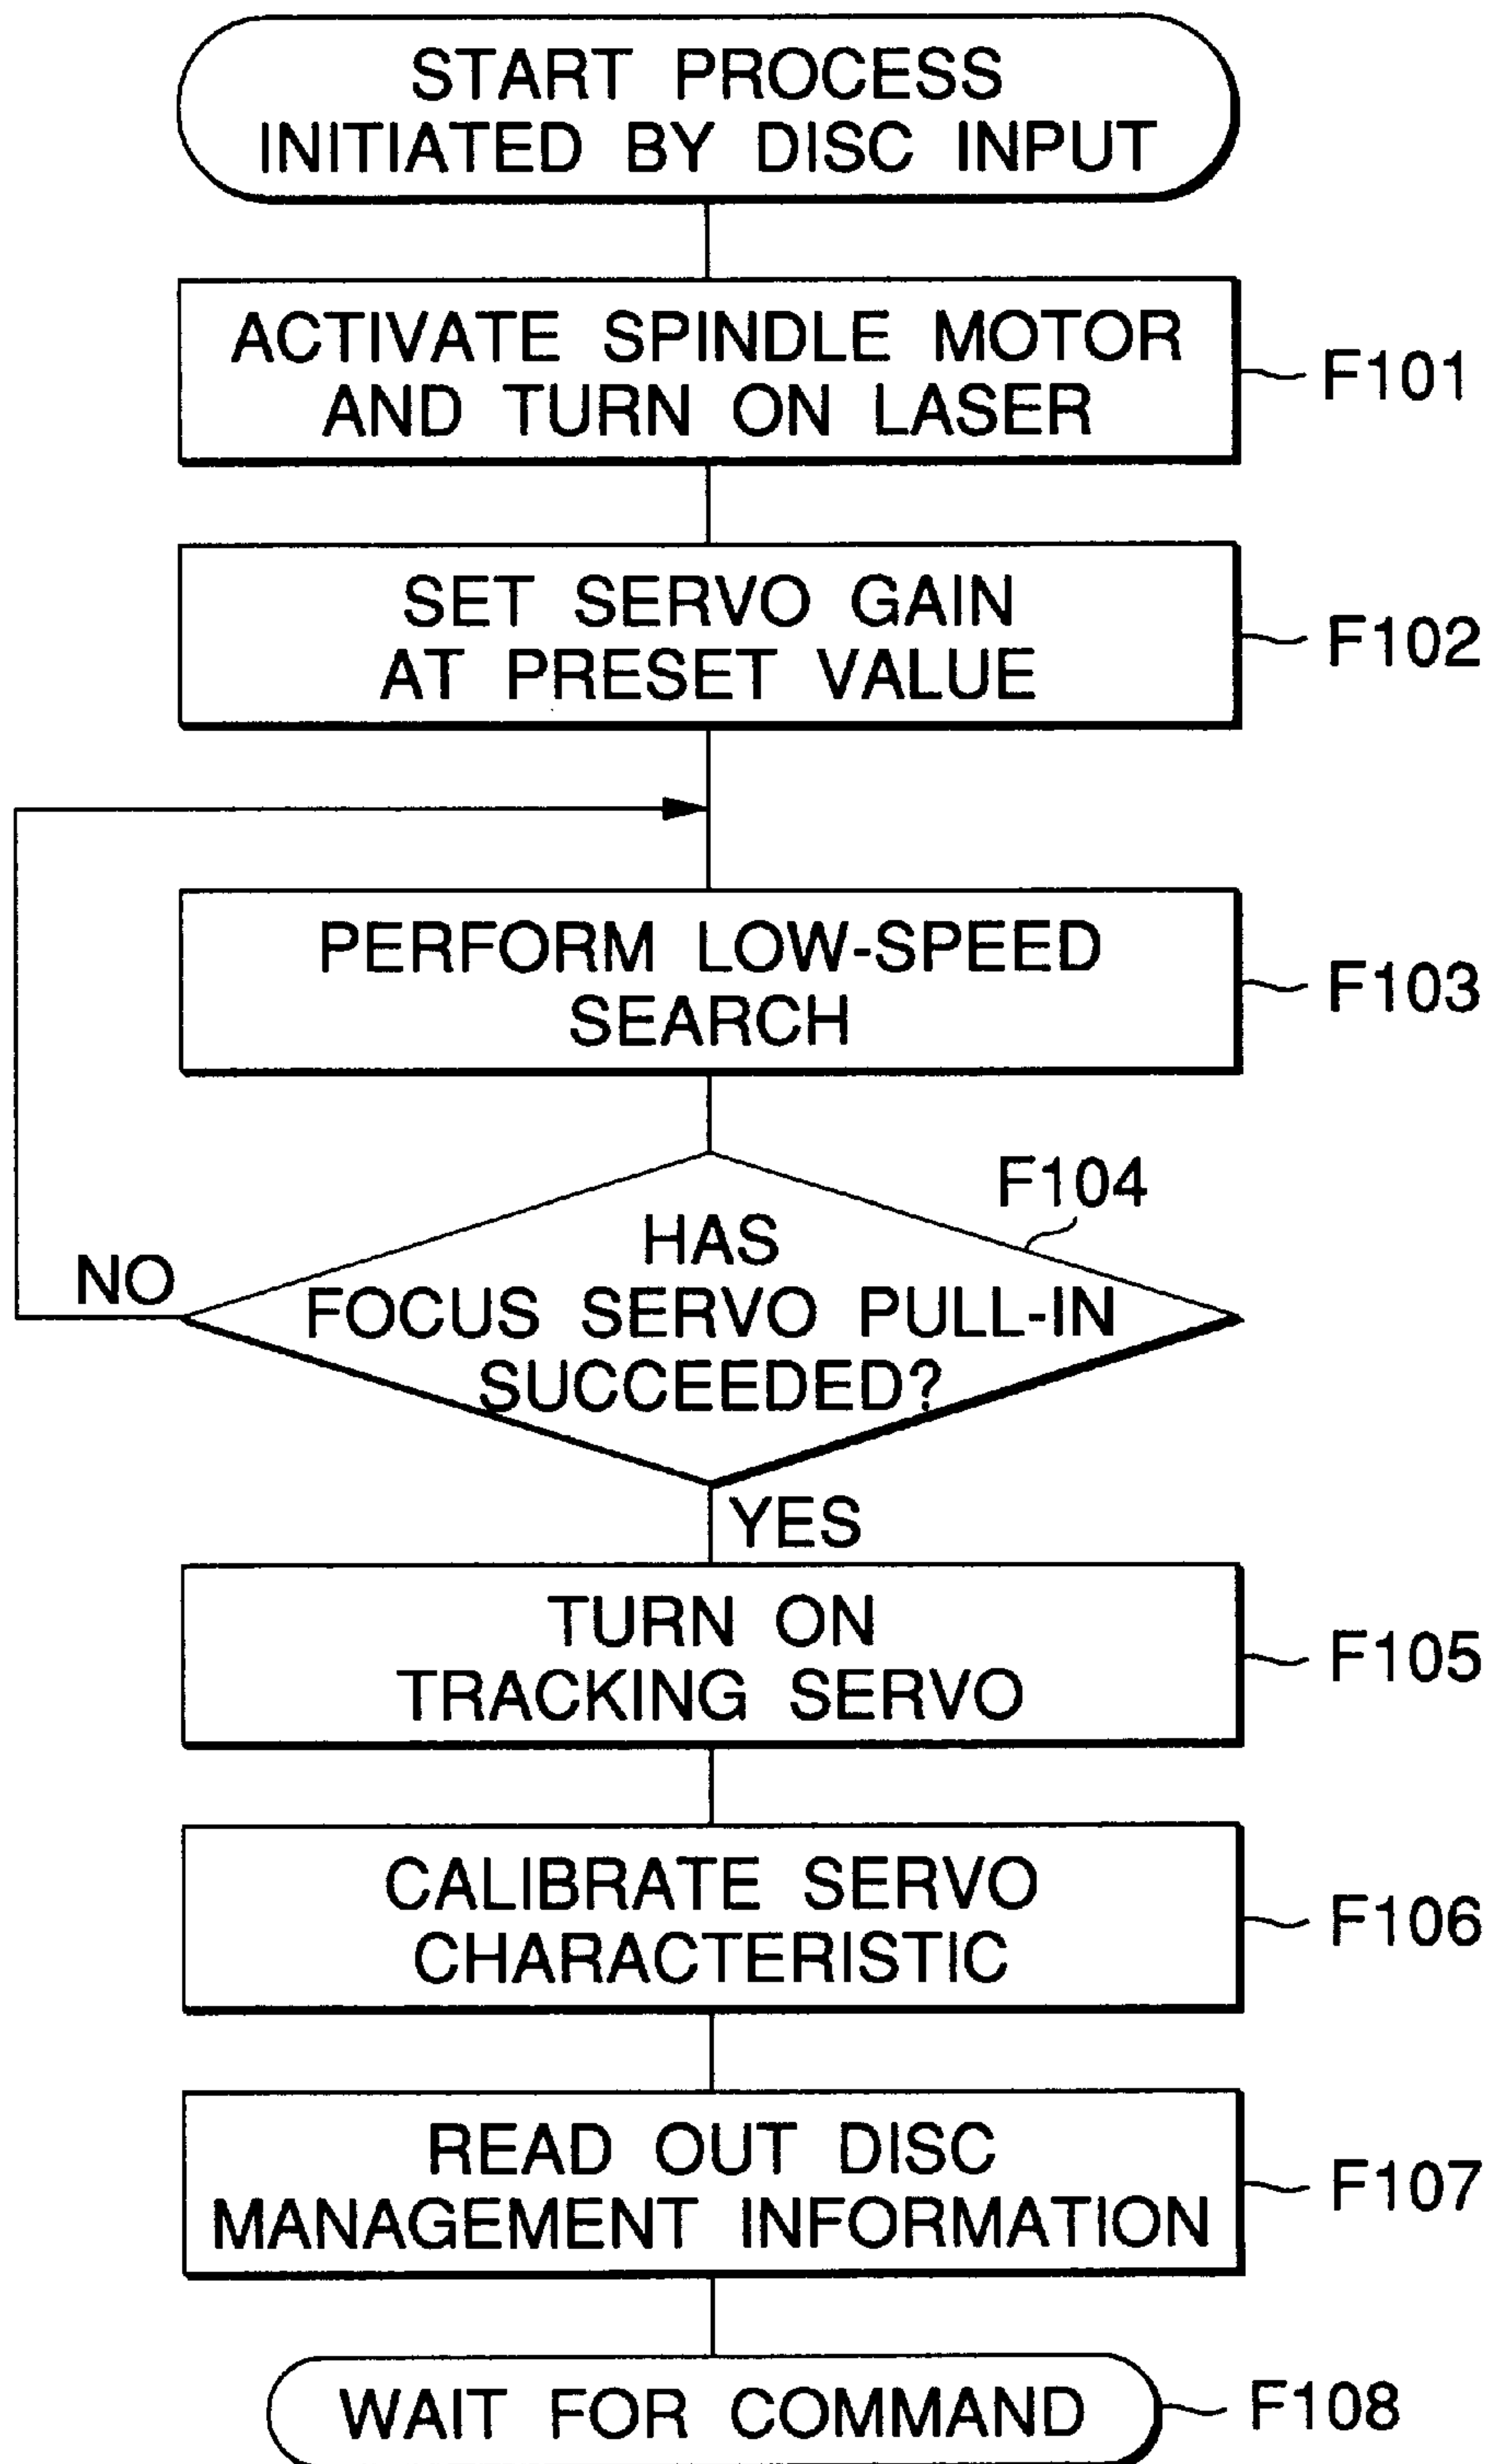 START PROCESS
INITIATED BY DISC INPUT
ACTIVATE SPINDLE MOTOR
AND TURN ON LASER
F101
SET SERVO GAIN
AT PRESET VALUE
F102
PERFORM LOW-SPEED
SEARCH
F103
F104
HAS
FOCUS SERVO PULL-IN
SUCCEEDED?
NO
YES
TURN ON
TRACKING SERVO
F105
CALIBRATE SERVO
CHARACTERISTIC
F106
READ OUT DISC
MANAGEMENT INFORMATION
F107
WAIT FOR COMMAND
F108